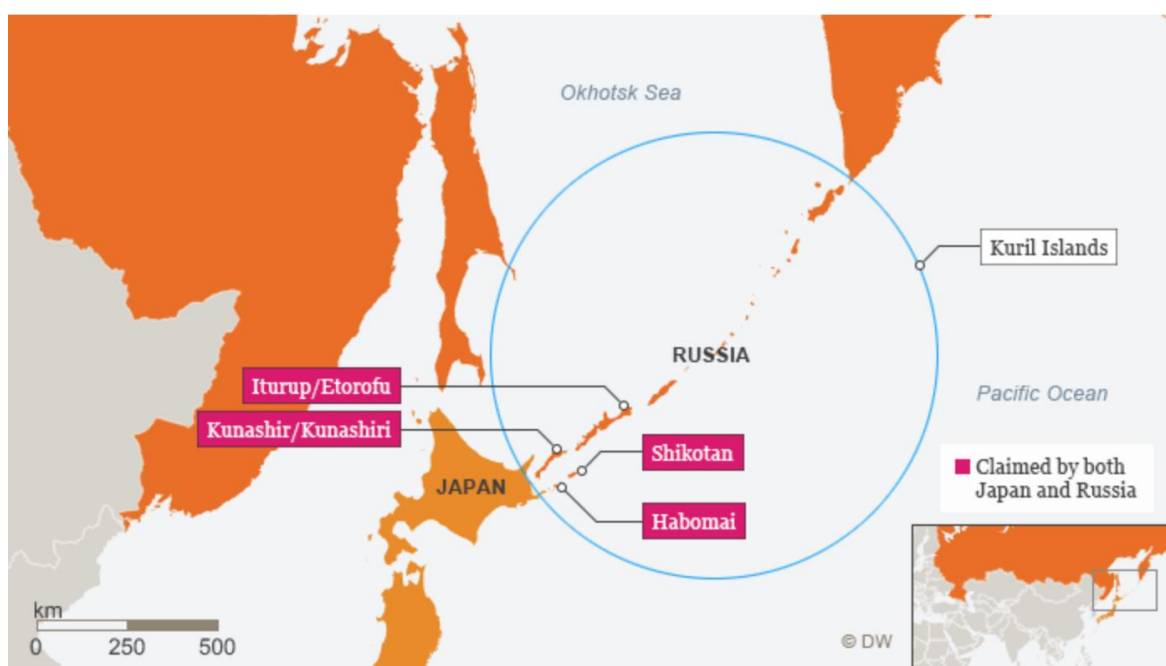 Okhotsk Sea
Kuril Islands
RUSSIA
Iturup/Etorofu
Pacific Ocean
Kunashir/Kunashiri
Shikotan
JAPAN
Claimed by both
Japan and Russia
Habomai
km
0 250 500
© DW